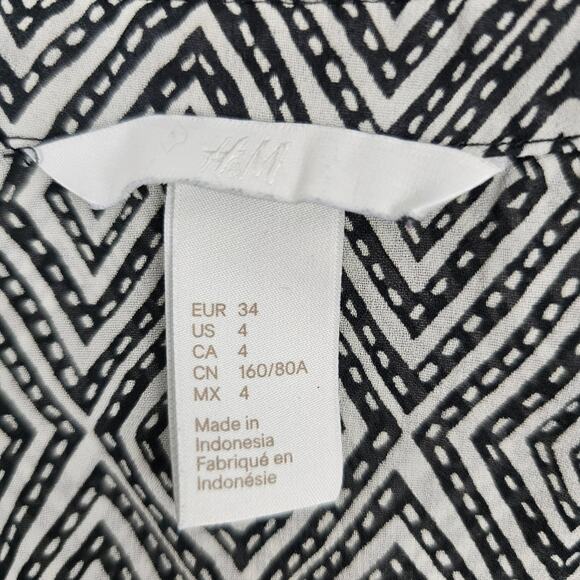 H&M
EUR 34
US 4
CA 4
CN 160/80A
MX 4
Made in
Indonesia
Fabriqué en
Indonésie